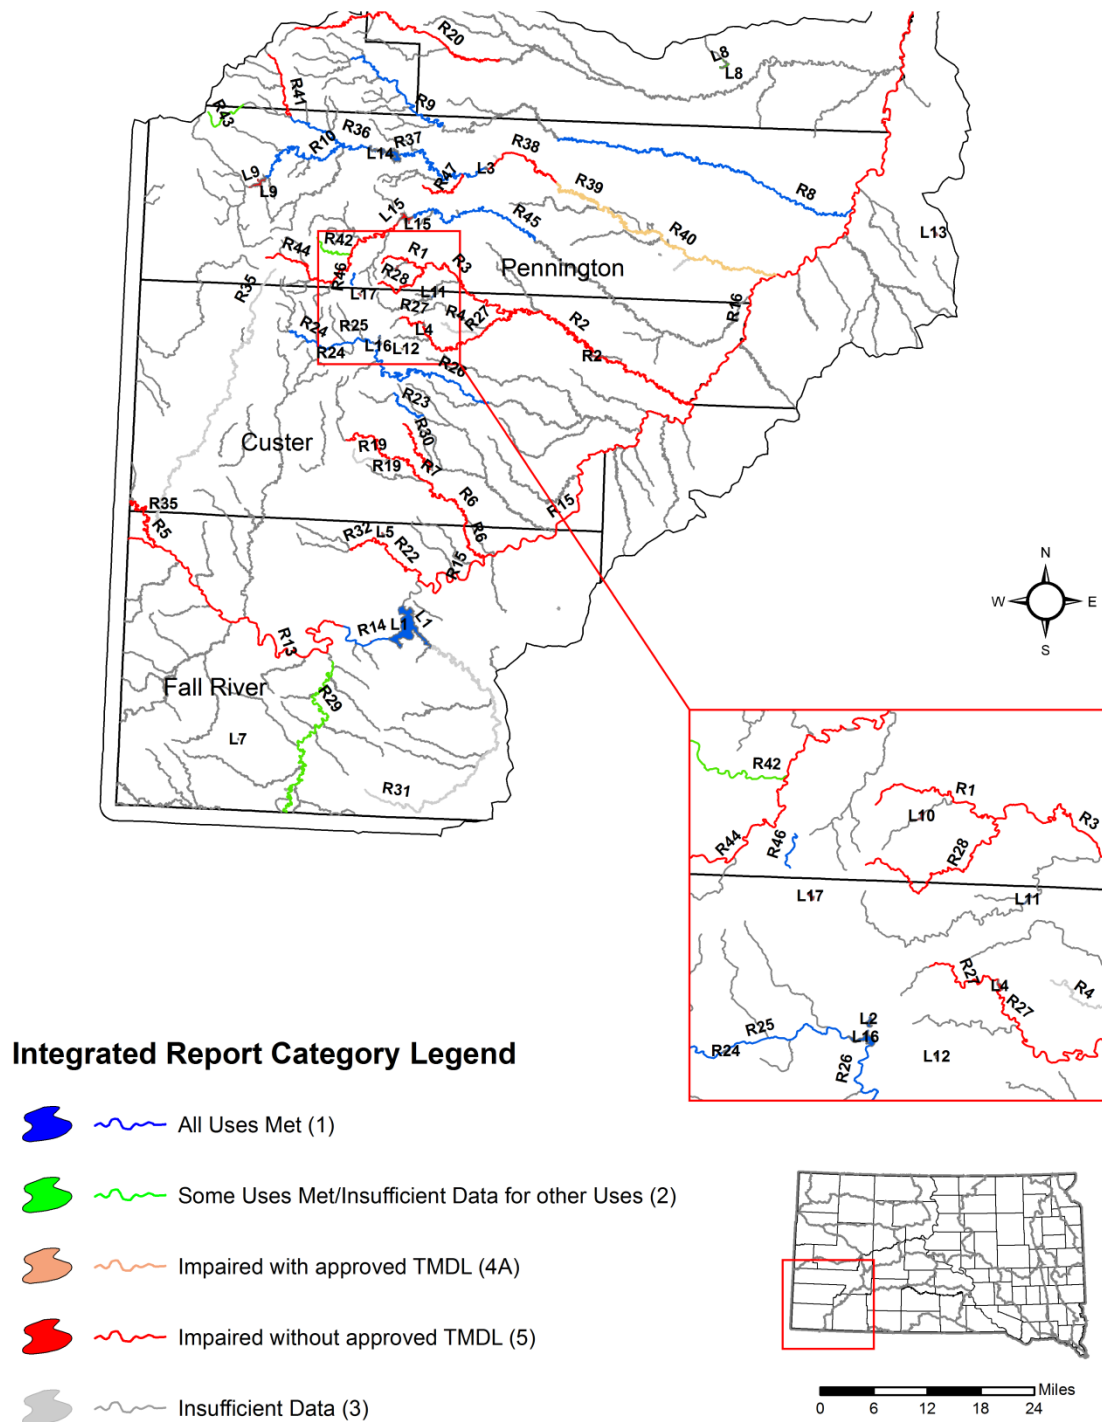 R20
L8
L8
R41
R9
R43
R36
R37
R10
L14
R38
L3
L9
L9
R47
R39
R8
L15
L15
R45
R40
L13
R42
R1
R44
R3
Pennington
R46
R28
R35
L17
L11
R16
R27
R4
R27
R2
R24
R25
L4
R24
L16
L12
R2
R26
R23
R30
Custer
R19
R19
R7
R6
R35
R15
R5
R32
L5
R22
R6
R15
N
W
E
S
R14
L1
L1
R13
Fall River
R29
L7
R31
R42
R1
L10
R3
R44
R46
R28
L17
L11
R27
L4
R27
R4
L2
R25
L16
R24
R26
L12
Integrated Report Category Legend
All Uses Met (1)
Some Uses Met/Insufficient Data for other Uses (2)
Impaired with approved TMDL (4A)
Impaired without approved TMDL (5)
Insufficient Data (3)
Miles
0 6 12 18 24